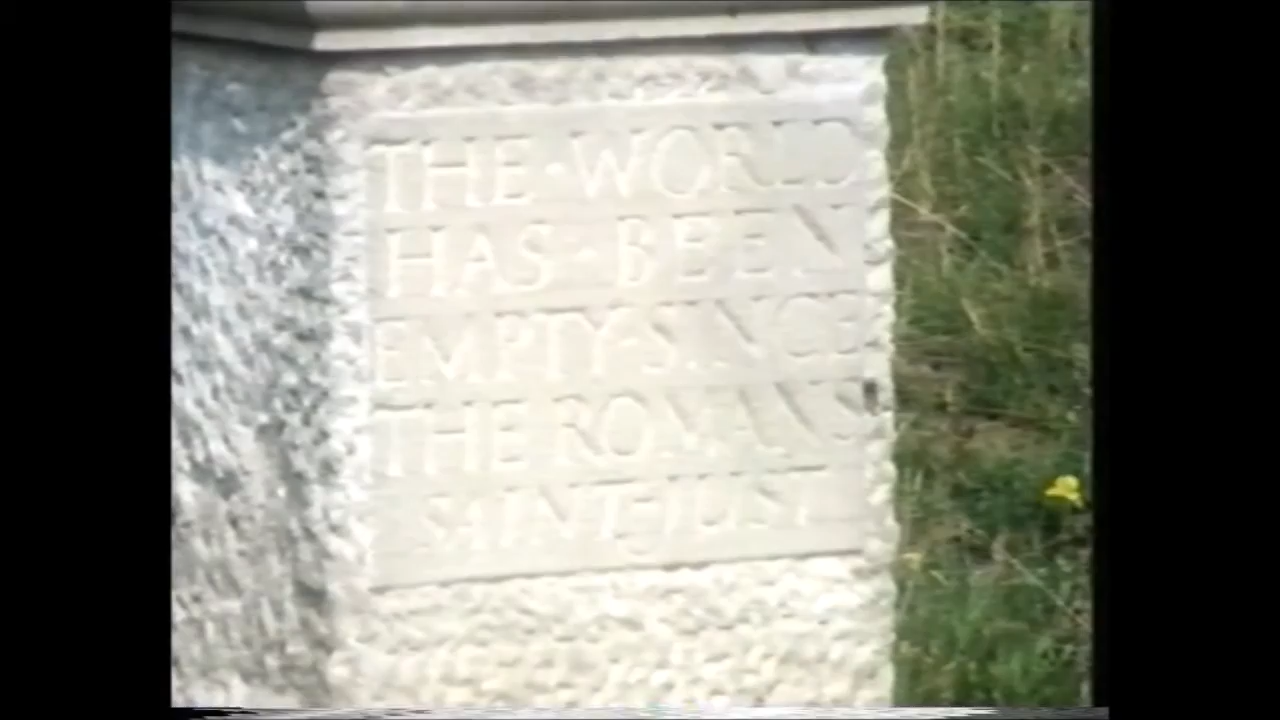 THE·WORLD
HAS·BEEN
EMPTY·SINCE
THE ROMANS
SAINT-JUST